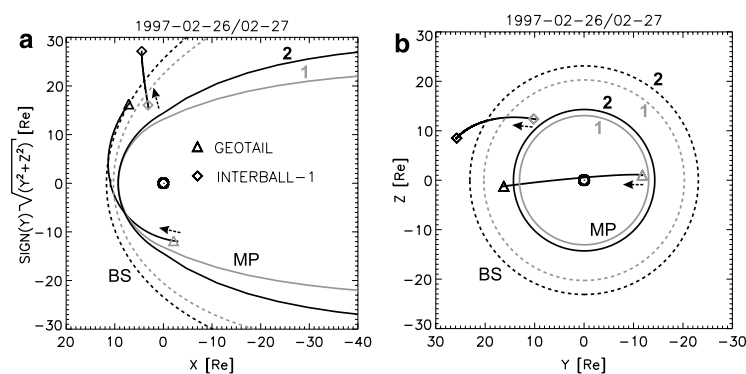 1997-02-26/02-27
a
30
20
10
0
-10
-20
-30
SIGN(Y) √(Y²+Z²) [Re]
2
1
GEOTAIL
INTERBALL-1
MP
BS
20 10 0 -10 -20 -30 -40
X [Re]
1997-02-26/02-27
b
30
20
10
0
-10
-20
-30
Z [Re]
2
2
1
1
MP
BS
30 20 10 0 -10 -20 -30
Y [Re]